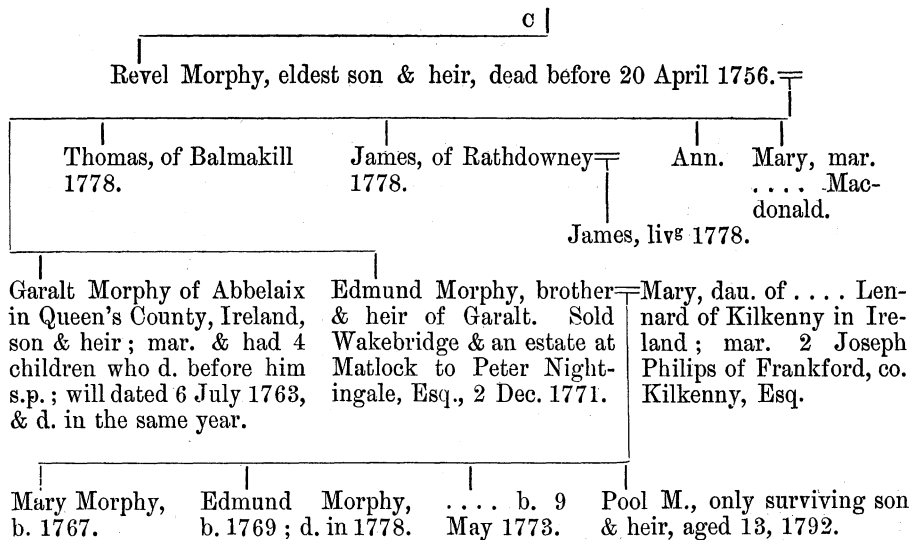 C
Revel Morphy, eldest son & heir, dead before 20 April 1756.
Thomas, of Balmakill
1778.
James, of Rathdowney
1778.
Ann.
Mary, mar.
. . . . Mac-
donald.
James, livg 1778.
Garalt Morphy of Abbelaix
in Queen's County, Ireland,
son & heir ; mar. & had 4
children who d. before him
s.p. ; will dated 6 July 1763,
& d. in the same year.
Edmund Morphy, brother
& heir of Garalt. Sold
Wakebridge & an estate at
Matlock to Peter Night-
ingale, Esq., 2 Dec. 1771.
Mary, dau. of . . . . Len-
nard of Kilkenny in Ire-
land ; mar. 2 Joseph
Philips of Frankford, co.
Kilkenny, Esq.
Mary Morphy,
b. 1767.
Edmund Morphy,
b. 1769 ; d. in 1778.
. . . . b. 9
May 1773.
Pool M., only surviving son
& heir, aged 13, 1792.